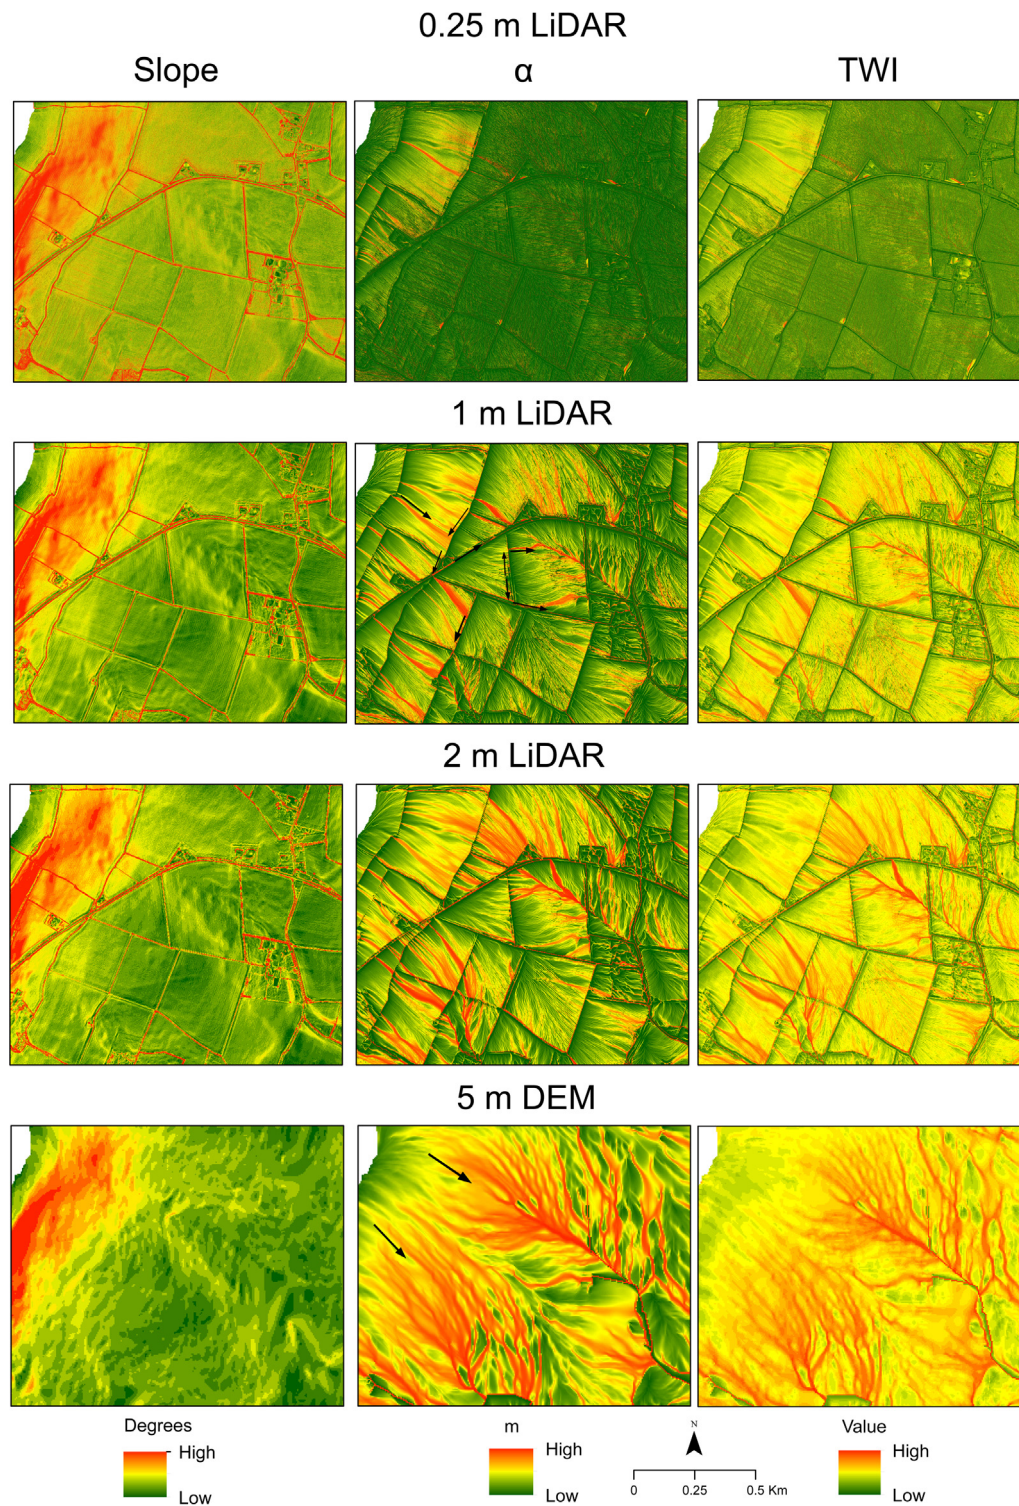 0.25 m LiDAR
Slope α TWI
1 m LiDAR
2 m LiDAR
5 m DEM
Degrees m N Value
High High High
Low Low 0 0.25 0.5 Km Low